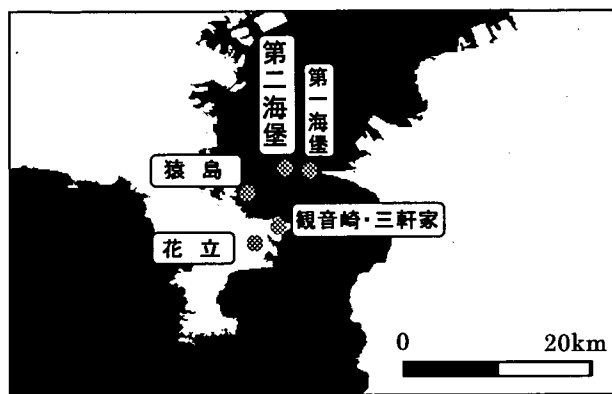 第二海堡
第一海堡
猿島
観音崎・三軒家
花立
0 20km